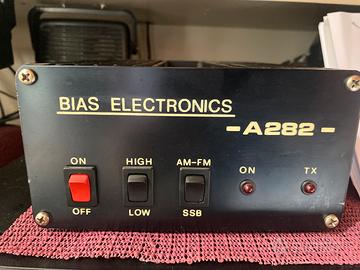 BIAS ELECTRONICS
-A282-
ON HIGH AM-FM ON TX
OFF LOW SSB